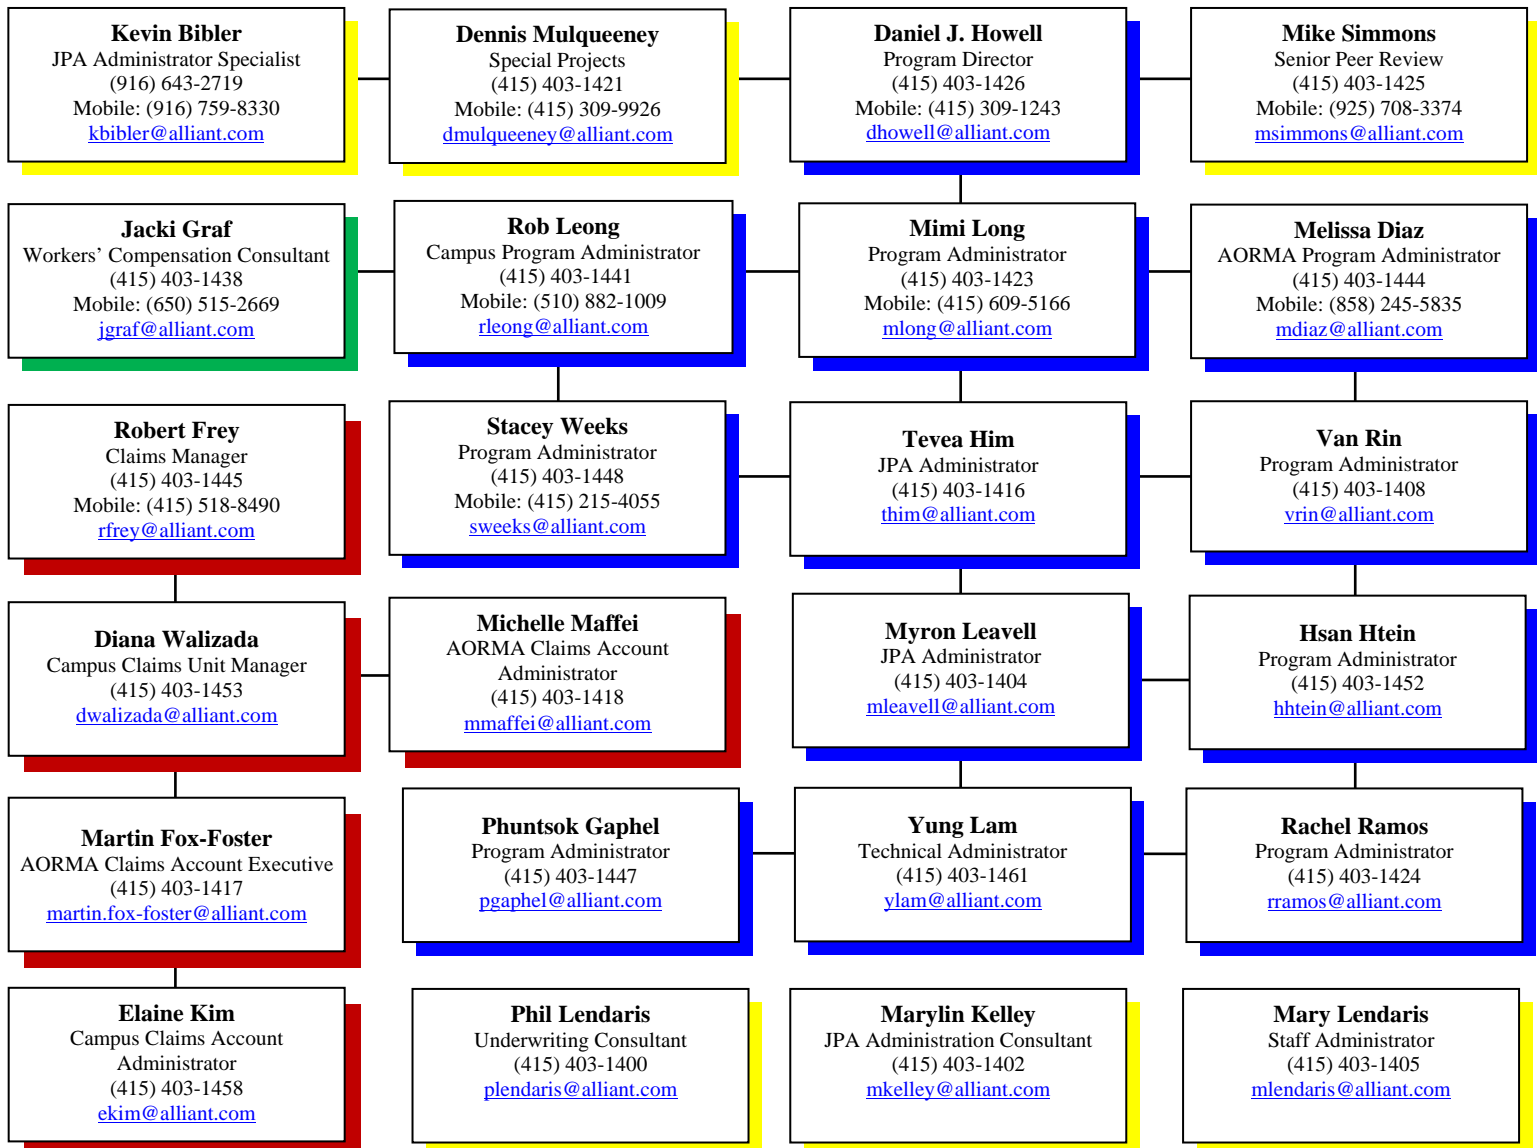 Kevin Bibler
JPA Administrator Specialist
(916) 643-2719
Mobile: (916) 759-8330
kbibler@alliant.com
Dennis Mulqueeney
Special Projects
(415) 403-1421
Mobile: (415) 309-9926
dmulqueeney@alliant.com
Daniel J. Howell
Program Director
(415) 403-1426
Mobile: (415) 309-1243
dhowell@alliant.com
Mike Simmons
Senior Peer Review
(415) 403-1425
Mobile: (925) 708-3374
msimmons@alliant.com
Jacki Graf
Workers’ Compensation Consultant
(415) 403-1438
Mobile: (650) 515-2669
jgraf@alliant.com
Rob Leong
Campus Program Administrator
(415) 403-1441
Mobile: (510) 882-1009
rleong@alliant.com
Mimi Long
Program Administrator
(415) 403-1423
Mobile: (415) 609-5166
mlong@alliant.com
Melissa Diaz
AORMA Program Administrator
(415) 403-1444
Mobile: (858) 245-5835
mdiaz@alliant.com
Robert Frey
Claims Manager
(415) 403-1445
Mobile: (415) 518-8490
rfrey@alliant.com
Stacey Weeks
Program Administrator
(415) 403-1448
Mobile: (415) 215-4055
sweeks@alliant.com
Tevea Him
JPA Administrator
(415) 403-1416
thim@alliant.com
Van Rin
Program Administrator
(415) 403-1408
vrin@alliant.com
Diana Walizada
Campus Claims Unit Manager
(415) 403-1453
dwalizada@alliant.com
Michelle Maffei
AORMA Claims Account
Administrator
(415) 403-1418
mmaffei@alliant.com
Myron Leavell
JPA Administrator
(415) 403-1404
mleavell@alliant.com
Hsan Htein
Program Administrator
(415) 403-1452
hhtein@alliant.com
Martin Fox-Foster
AORMA Claims Account Executive
(415) 403-1417
martin.fox-foster@alliant.com
Phuntsok Gaphel
Program Administrator
(415) 403-1447
pgaphel@alliant.com
Yung Lam
Technical Administrator
(415) 403-1461
ylam@alliant.com
Rachel Ramos
Program Administrator
(415) 403-1424
rramos@alliant.com
Elaine Kim
Campus Claims Account
Administrator
(415) 403-1458
ekim@alliant.com
Phil Lendaris
Underwriting Consultant
(415) 403-1400
plendaris@alliant.com
Marylin Kelley
JPA Administration Consultant
(415) 403-1402
mkelley@alliant.com
Mary Lendaris
Staff Administrator
(415) 403-1405
mlendaris@alliant.com